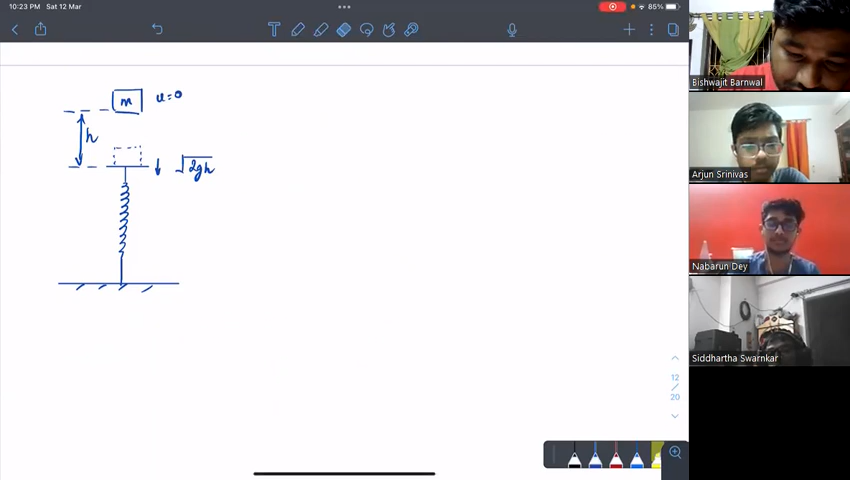 10:23 PM Sat 12 Mar
85%
m u=0
h
√2gh
12
20
Bishwajit Barnwal
Arjun Srinivas
Nabarun Dey
Siddhartha Swarnkar